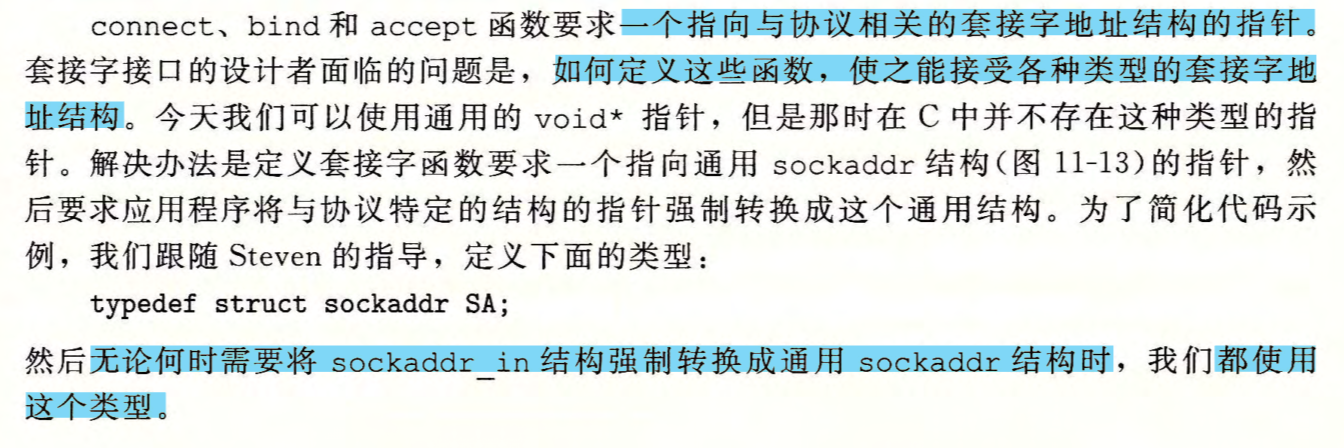 connect、bind 和 accept 函数要求一个指向与协议相关的套接字地址结构的指针。
套接字接口的设计者面临的问题是，如何定义这些函数，使之能接受各种类型的套接字地
址结构。今天我们可以使用通用的 void* 指针，但是那时在 C 中并不存在这种类型的指
针。解决办法是定义套接字函数要求一个指向通用 sockaddr 结构(图 11-13)的指针，然
后要求应用程序将与协议特定的结构的指针强制转换成这个通用结构。为了简化代码示
例，我们跟随 Steven 的指导，定义下面的类型：
typedef struct sockaddr SA;
然后无论何时需要将 sockaddr_in 结构强制转换成通用 sockaddr 结构时，我们都使用
这个类型。